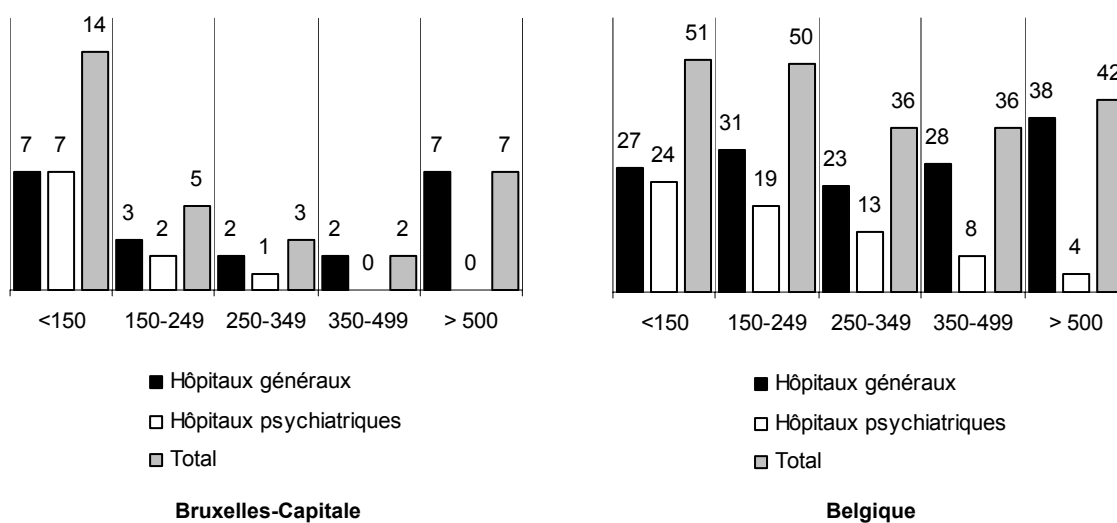 14
7 7
7 7
5
3
2
3
2
1
2 2
0
0
<150 150-249 250-349 350-499 > 500
Hôpitaux généraux
Hôpitaux psychiatriques
Total
Bruxelles-Capitale
51
50
42
38
36 36
31
27
28
24
23
19
13
8
4
<150 150-249 250-349 350-499 > 500
Hôpitaux généraux
Hôpitaux psychiatriques
Total
Belgique